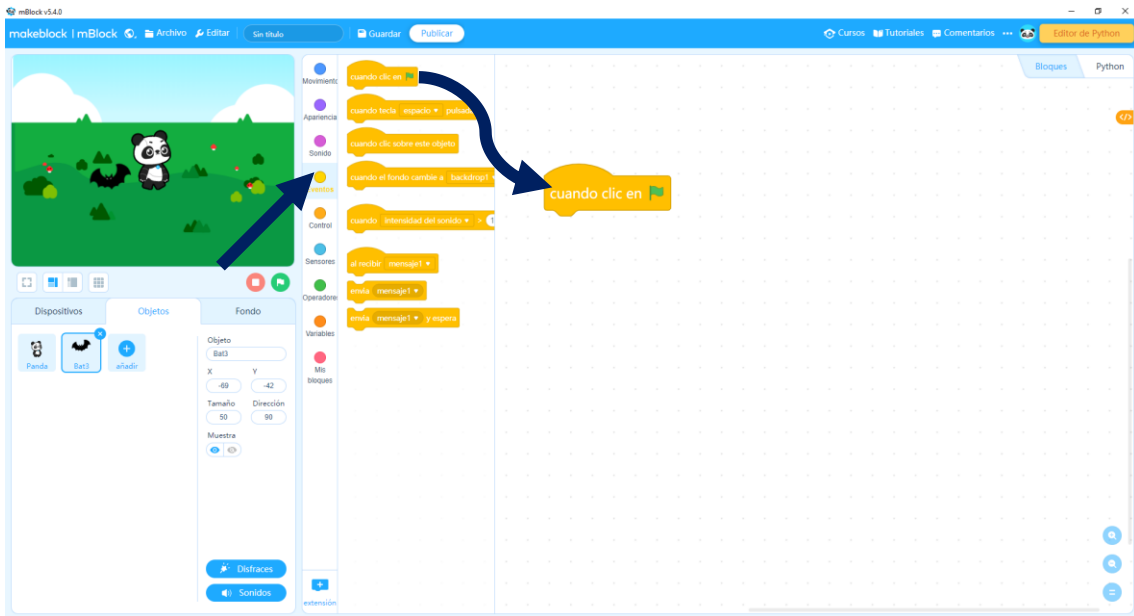 mBlock v5.4.0
makeblock | mBlock Archivo Editar Sin título Guardar Publicar Cursos Tutoriales Comentarios Editor de Python
Bloques Python
Movimiento
Apariencia
Sonido
Eventos
Control
Sensores
Operadores
Variables
Mis
bloques
extensión
cuando clic en
cuando tecla espacio pulsada
cuando clic sobre este objeto
cuando el fondo cambie a backdrop1
cuando intensidad del sonido > 1
al recibir mensaje1
envía mensaje1
envía mensaje1 y espera
cuando clic en
Dispositivos Objetos Fondo
Panda Bat3 añadir
Objeto
Bat3
X Y
-69 -42
Tamaño Dirección
50 90
Muestra
Disfraces
Sonidos